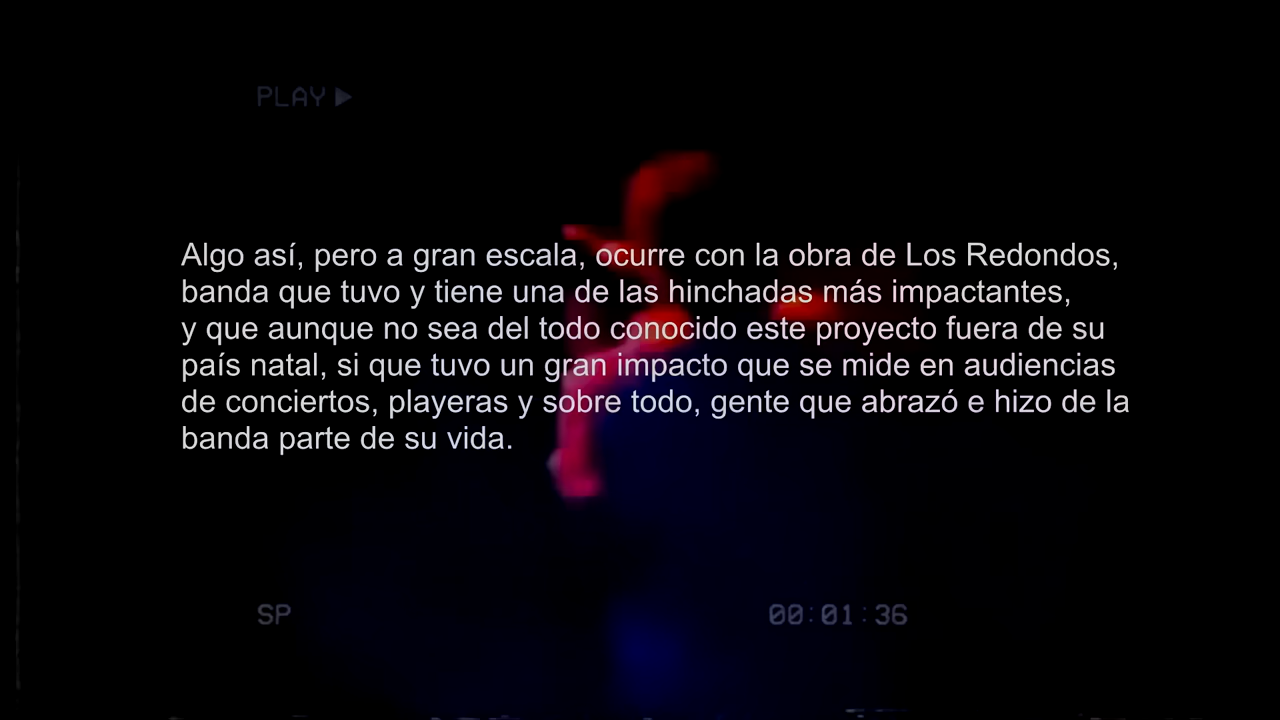 PLAY
Algo así, pero a gran escala, ocurre con la obra de Los Redondos,
banda que tuvo y tiene una de las hinchadas más impactantes,
y que aunque no sea del todo conocido este proyecto fuera de su
país natal, si que tuvo un gran impacto que se mide en audiencias
de conciertos, playeras y sobre todo, gente que abrazó e hizo de la
banda parte de su vida.
SP 00:01:36